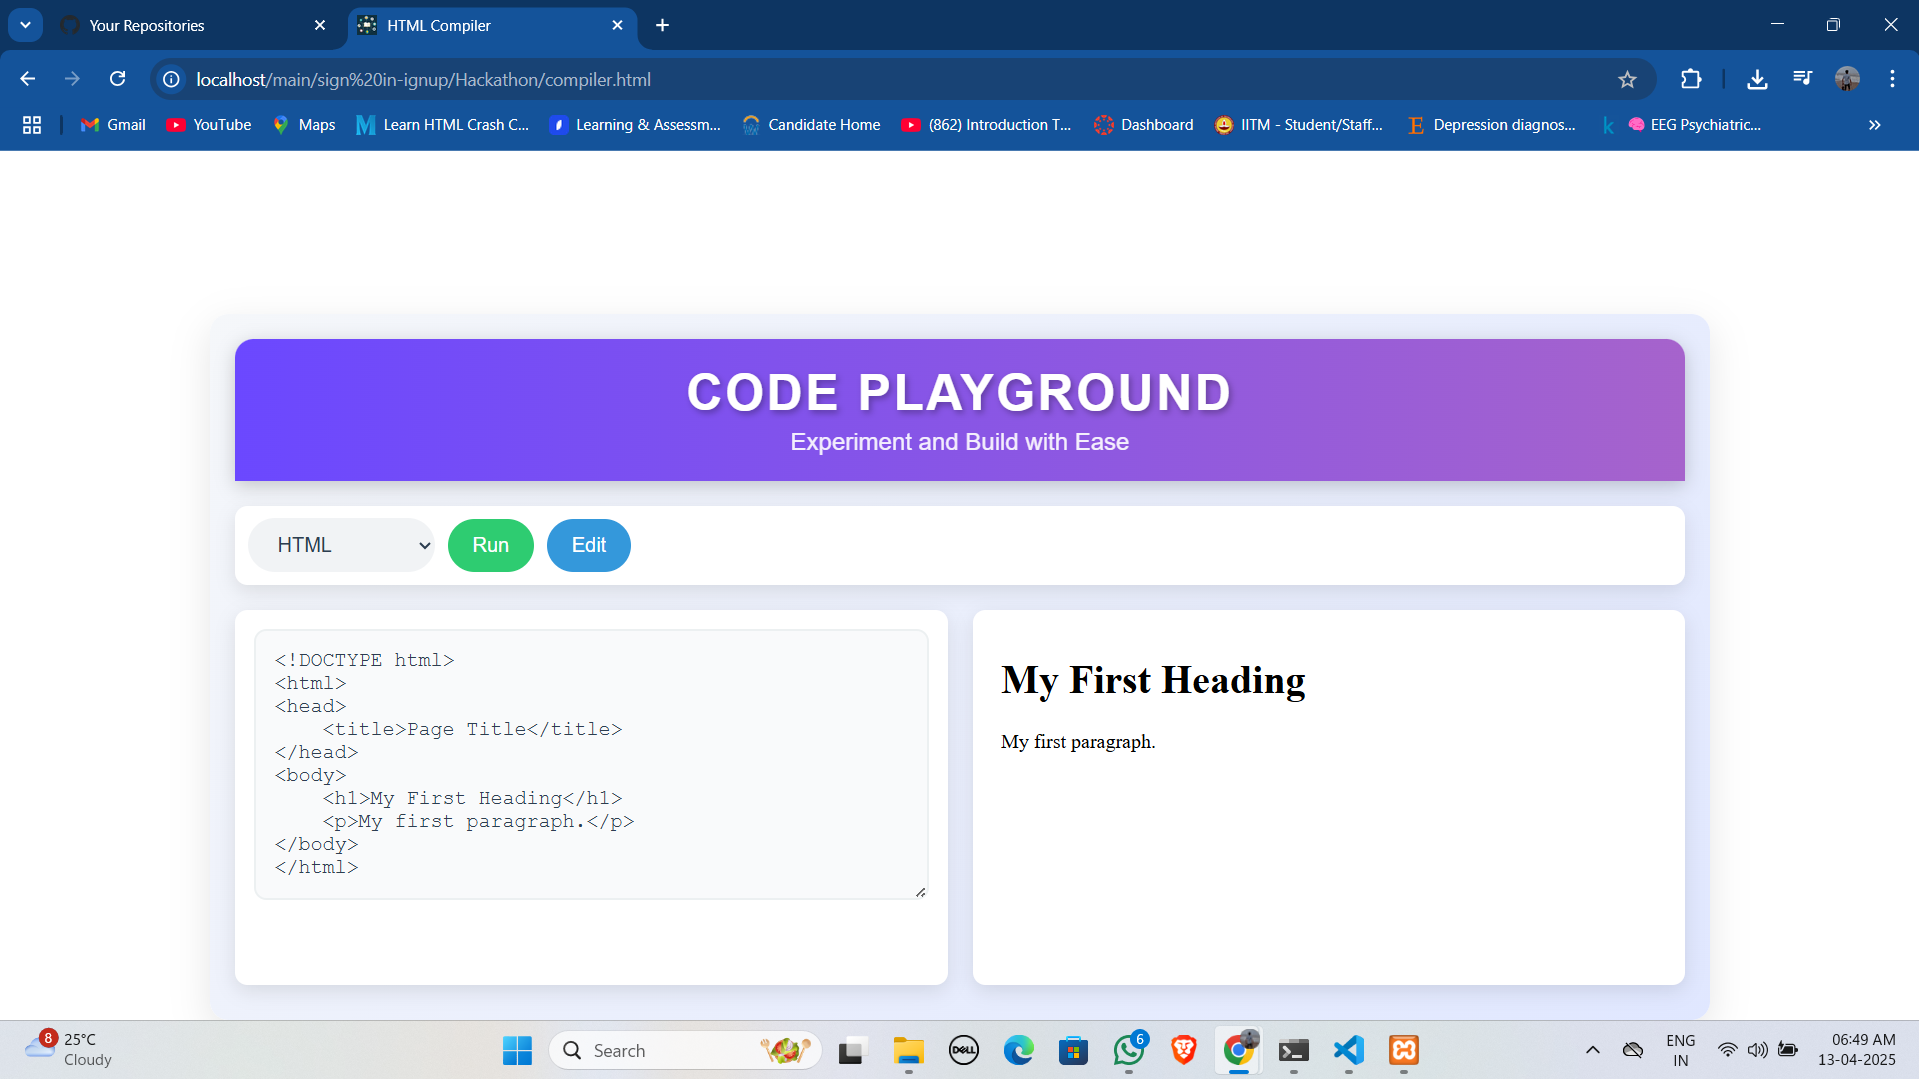 Your Repositories
HTML Compiler
localhost/main/sign%20in-ignup/Hackathon/compiler.html
Gmail
YouTube
Maps
Learn HTML Crash C...
Learning & Assessm...
Candidate Home
(862) Introduction T...
Dashboard
IITM - Student/Staff...
Depression diagnos...
k
EEG Psychiatric...
CODE PLAYGROUND
Experiment and Build with Ease
HTML
Run
Edit
<!DOCTYPE html>
<html>
<head>
    <title>Page Title</title>
</head>
<body>
    <h1>My First Heading</h1>
    <p>My first paragraph.</p>
</body>
</html>
My First Heading
My first paragraph.
8
25°C
Cloudy
Search
DELL
6
ENG
IN
06:49 AM
13-04-2025